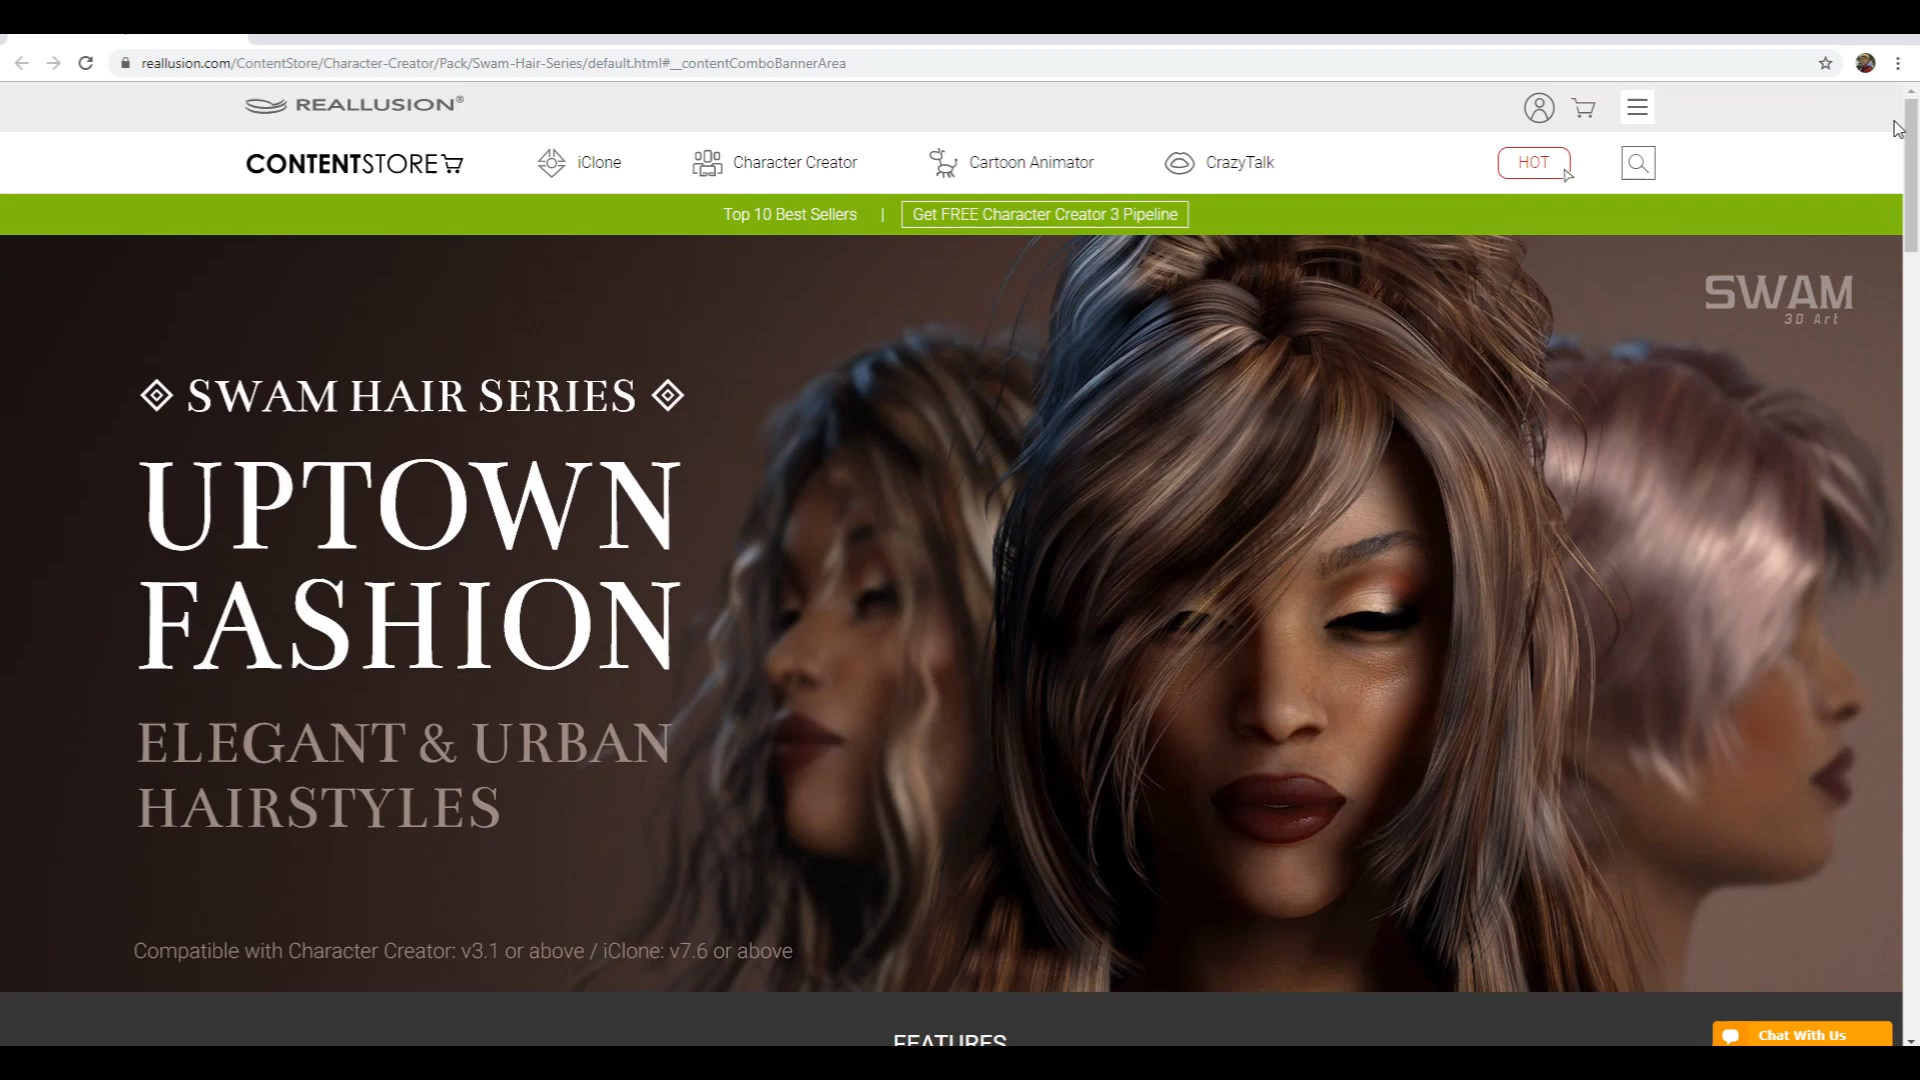 reallusion.com/ContentStore/Character-Creator/Pack/Swam-Hair-Series/default.html#__contentComboBannerArea
REALLUSION®
CONTENTSTORE
iClone
Character Creator
Cartoon Animator
CrazyTalk
HOT
Top 10 Best Sellers | Get FREE Character Creator 3 Pipeline
SWAM
3D Art
SWAM HAIR SERIES
UPTOWN
FASHION
ELEGANT & URBAN
HAIRSTYLES
Compatible with Character Creator: v3.1 or above / iClone: v7.6 or above
FEATURES
Chat With Us